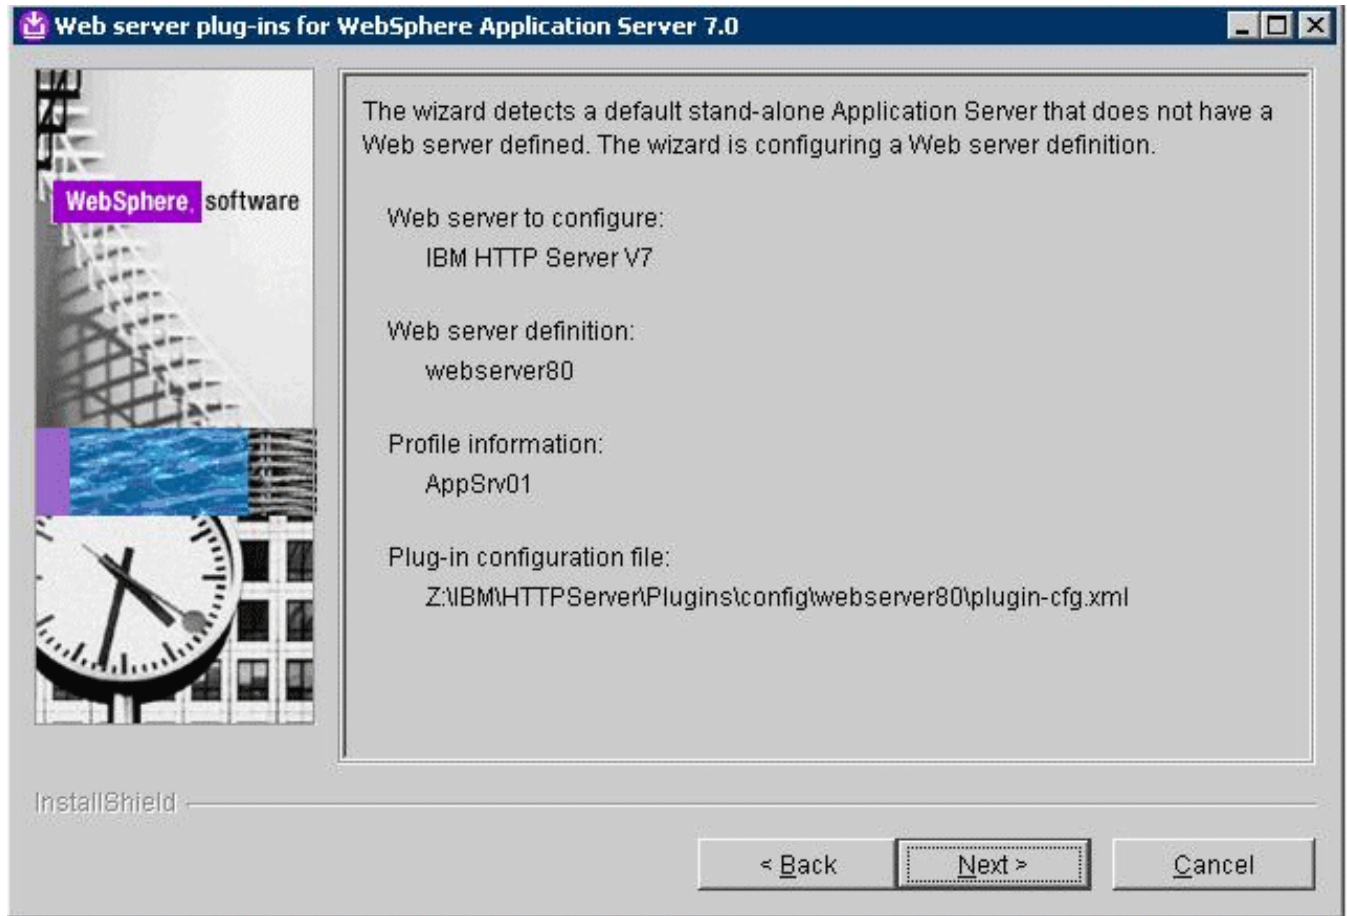 Web server plug-ins for WebSphere Application Server 7.0
The wizard detects a default stand-alone Application Server that does not have a
Web server defined. The wizard is configuring a Web server definition.
WebSphere. software
Web server to configure:
IBM HTTP Server V7
Web server definition:
webserver80
Profile information:
AppSrv01
Plug-in configuration file:
Z:\IBM\HTTPServer\Plugins\config\webserver80\plugin-cfg.xml
InstallShield
< Back
Next >
Cancel